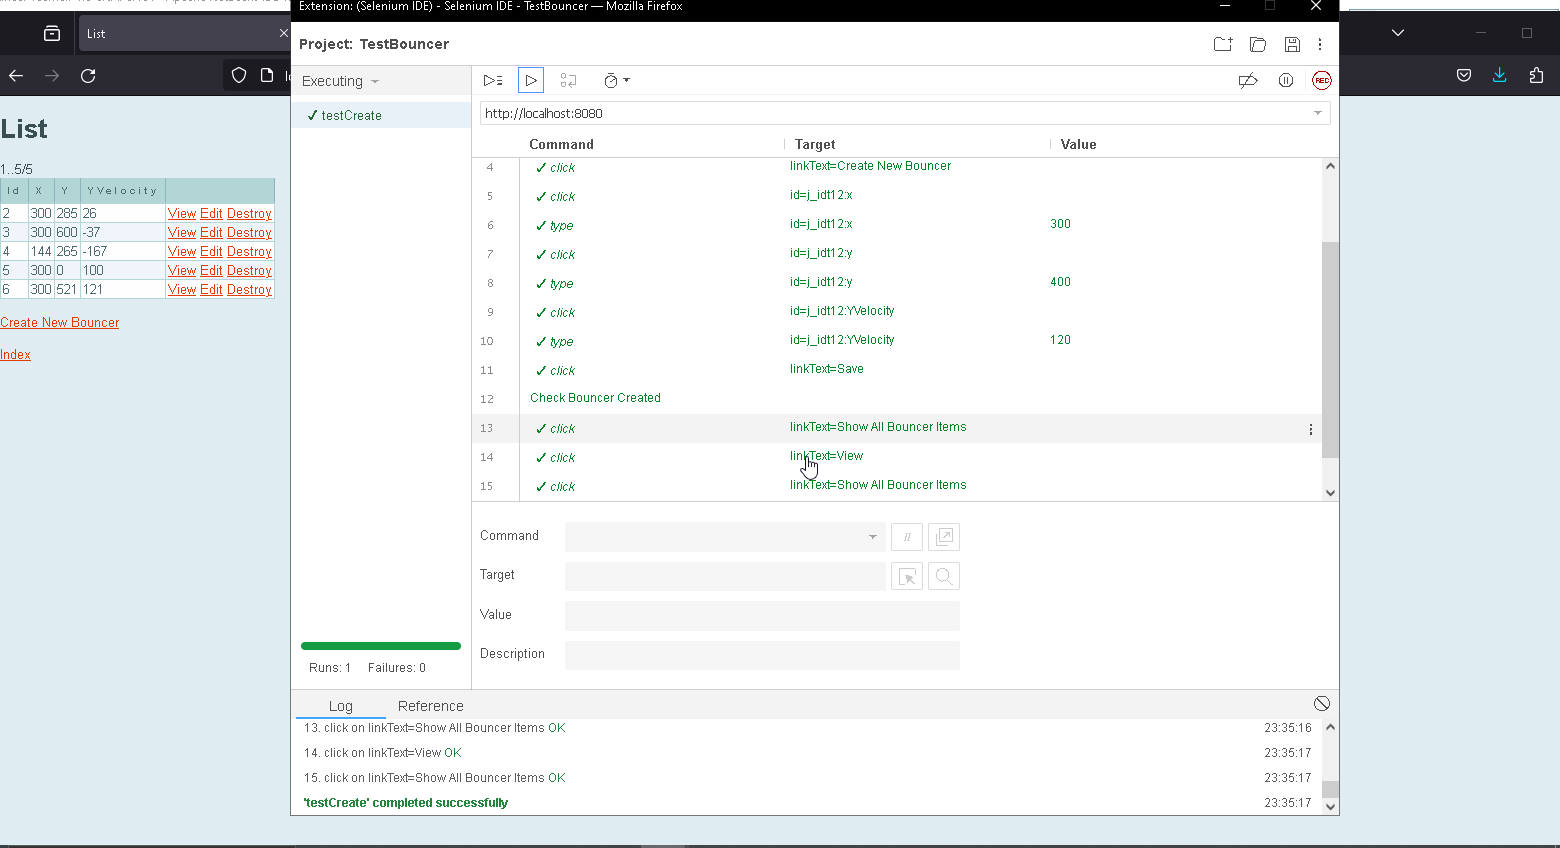 Extension: (Selenium IDE) - Selenium IDE - TestBouncer — Mozilla Firefox
List
Project: TestBouncer
Executing
testCreate
REC
http://localhost:8080
Command Target Value
4 click linkText=Create New Bouncer
5 click id=j_idt12:x
6 type id=j_idt12:x 300
7 click id=j_idt12:y
8 type id=j_idt12:y 400
9 click id=j_idt12:YVelocity
10 type id=j_idt12:YVelocity 120
11 click linkText=Save
12 Check Bouncer Created
13 click linkText=Show All Bouncer Items
14 click linkText=View
15 click linkText=Show All Bouncer Items
List
1..5/5
Id X Y YVelocity
2 300 285 26 View Edit Destroy
3 300 600 -37 View Edit Destroy
4 144 265 -167 View Edit Destroy
5 300 0 100 View Edit Destroy
6 300 521 121 View Edit Destroy
Create New Bouncer
Index
Command
//
Target
Value
Description
Runs: 1 Failures: 0
Log Reference
13. click on linkText=Show All Bouncer Items OK 23:35:16
14. click on linkText=View OK 23:35:17
15. click on linkText=Show All Bouncer Items OK 23:35:17
'testCreate' completed successfully 23:35:17